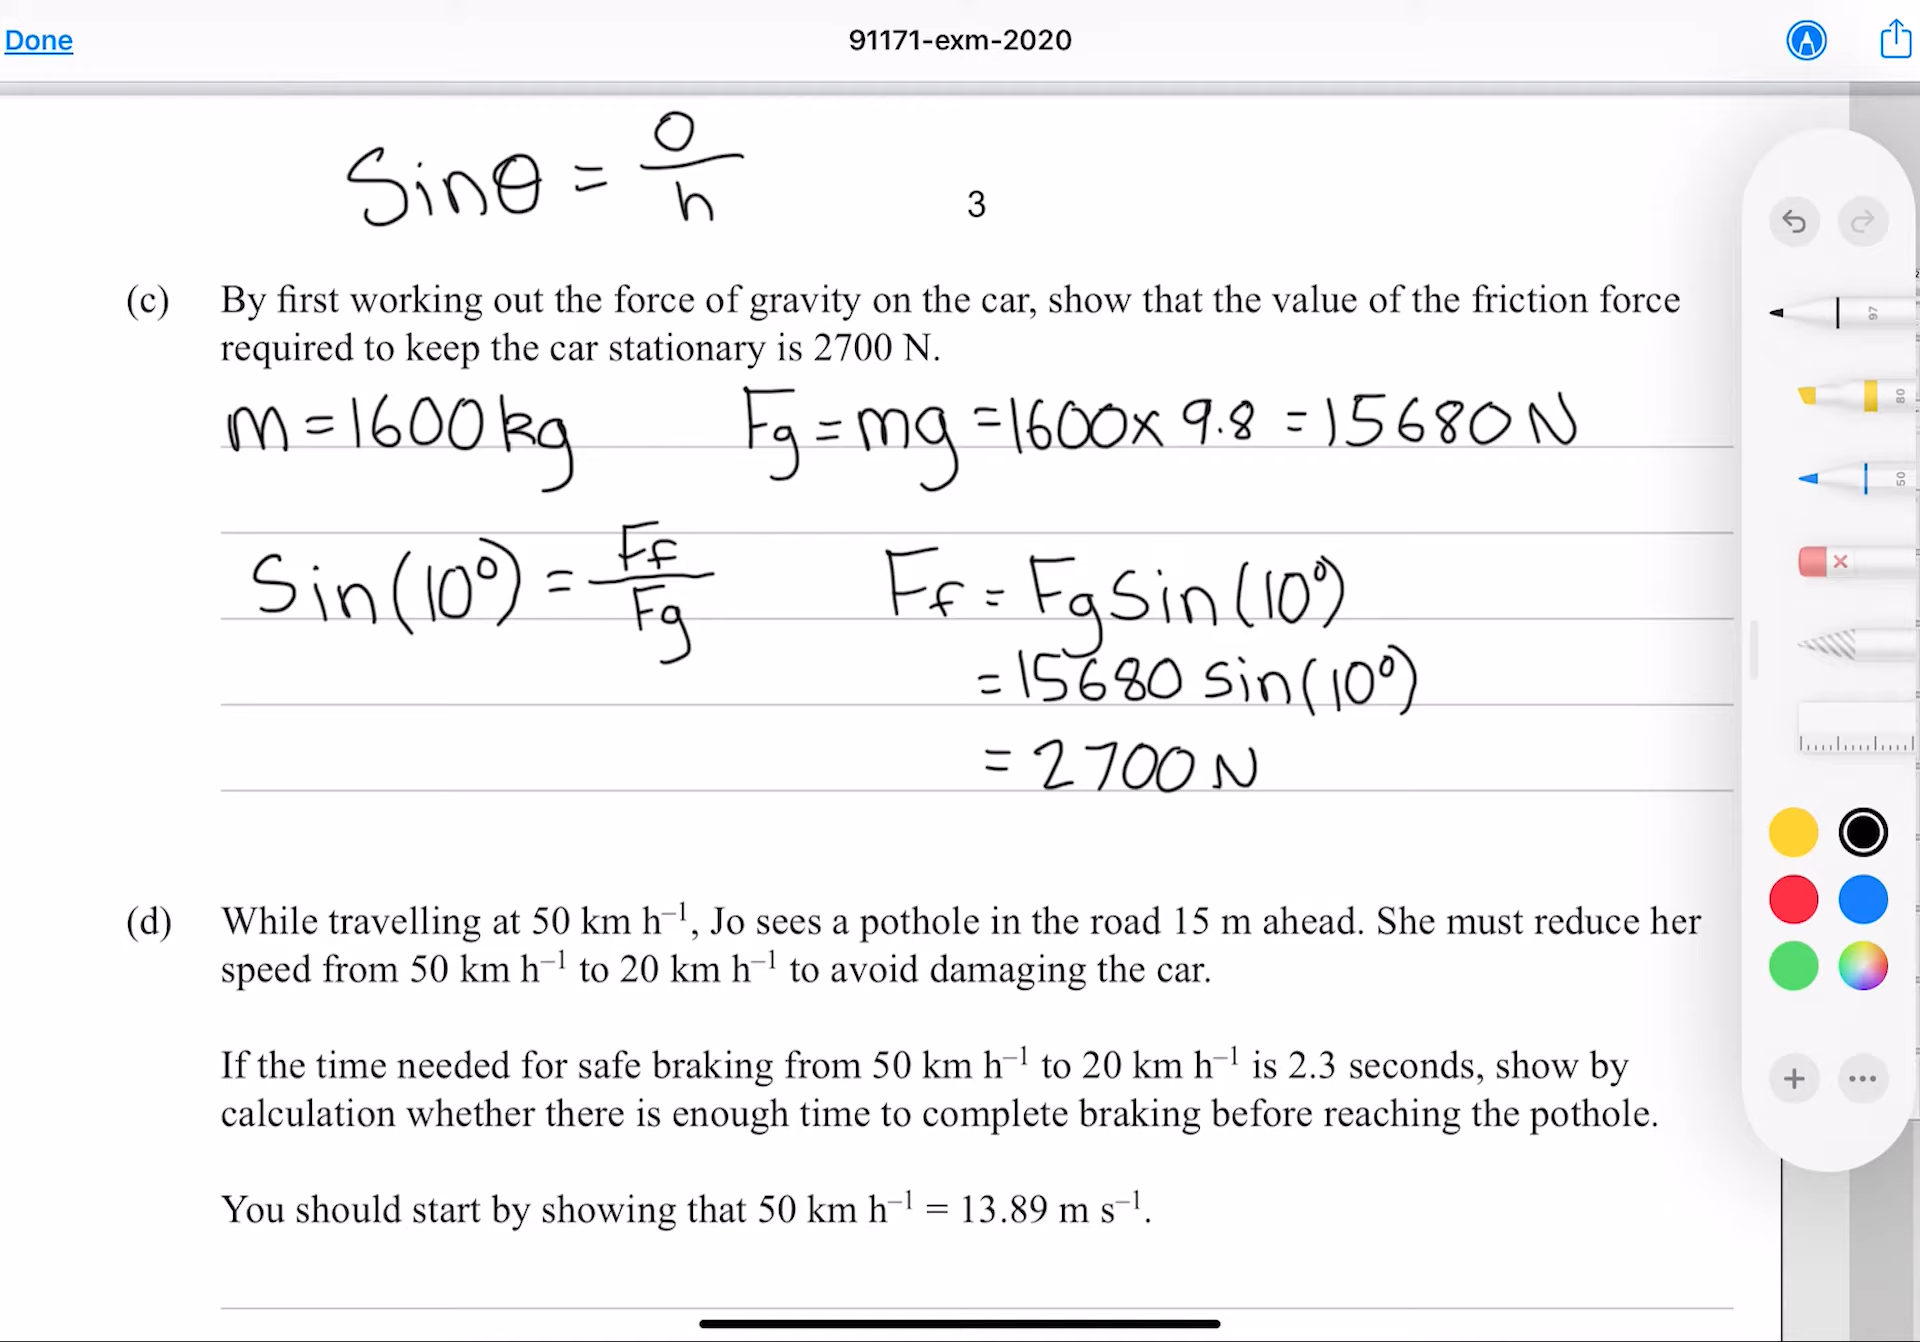 Done
91171-exm-2020
Sinθ = o/h
3
(c) By first working out the force of gravity on the car, show that the value of the friction force
required to keep the car stationary is 2700 N.
m = 1600 kg Fg = mg = 1600 × 9.8 = 15680 N
Sin(10°) = Ff/Fg Ff = Fg Sin(10°)
= 15680 sin(10°)
= 2700 N
(d) While travelling at 50 km h⁻¹, Jo sees a pothole in the road 15 m ahead. She must reduce her
speed from 50 km h⁻¹ to 20 km h⁻¹ to avoid damaging the car.
If the time needed for safe braking from 50 km h⁻¹ to 20 km h⁻¹ is 2.3 seconds, show by
calculation whether there is enough time to complete braking before reaching the pothole.
You should start by showing that 50 km h⁻¹ = 13.89 m s⁻¹.
97
80
50